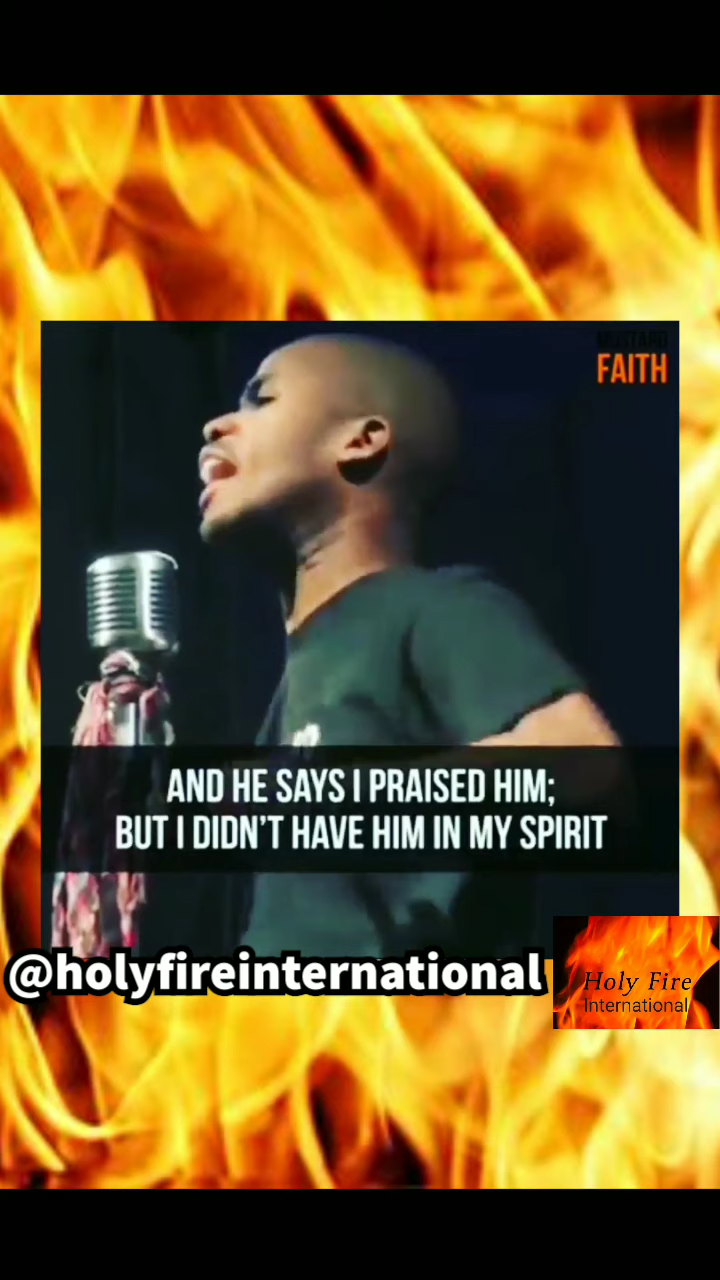 FAITH
AND HE SAYS I PRAISED HIM;
BUT I DIDN'T HAVE HIM IN MY SPIRIT
@holyfireinternational
Holy Fire
International